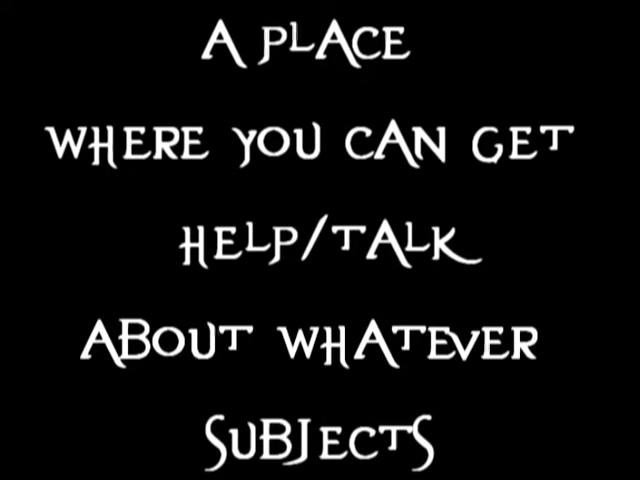 A PLACE
WHERE YOU CAN GET
HELP/TALK
ABOUT WHATEVER
SUBJECTS